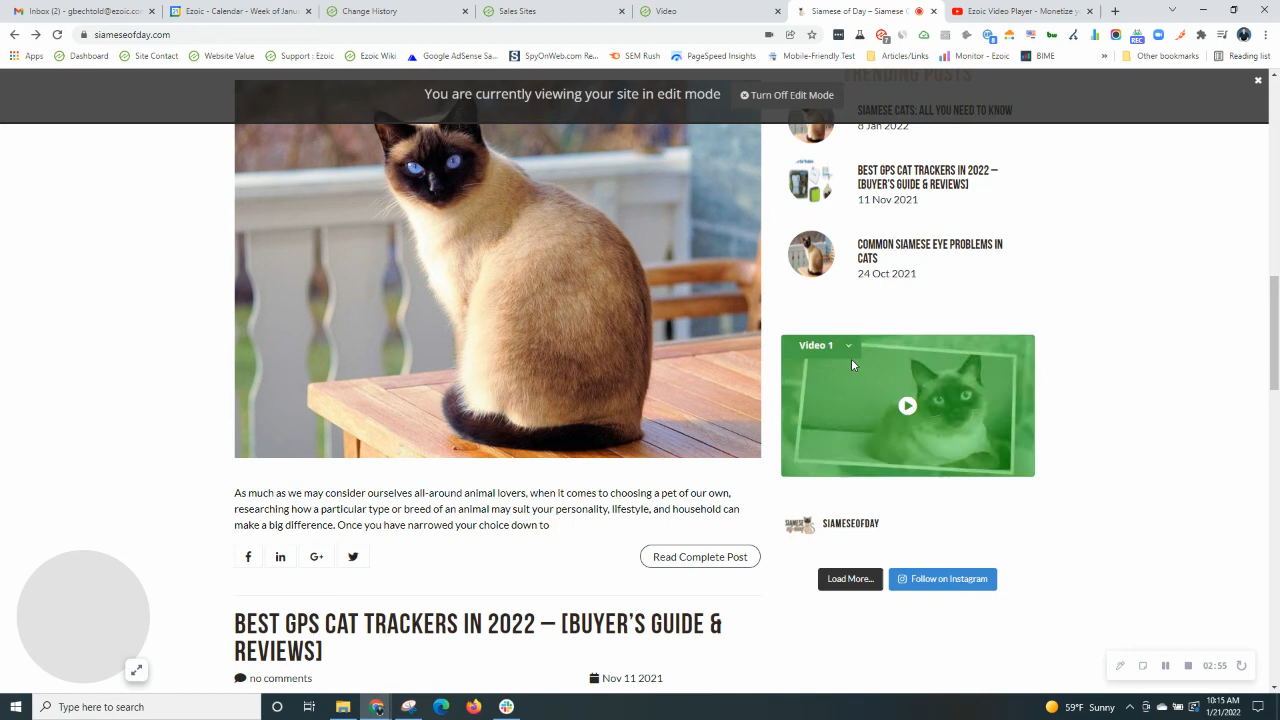 Inbox (2) - gbechtold@ezoic.co
Ezoic - Calendar - Week of Janu
Change History
Sales Sites
Video
Siamese of Day – Siamese C
Ezoic Video Player - Monetize y
siameseofday.com
7
8
REC
Apps
Dashboard
Site Contact
Website Value
Support: Ezoic
Ezoic Wiki
Google AdSense Sa...
SpyOnWeb.com Res...
SEM Rush
PageSpeed Insights
Mobile-Friendly Test
Articles/Links
Monitor - Ezoic
BIME
»
Other bookmarks
Reading list
You are currently viewing your site in edit mode
Turn Off Edit Mode
TRENDING POSTS
SIAMESE CATS: ALL YOU NEED TO KNOW
8 Jan 2022
BEST GPS CAT TRACKERS IN 2022 –
[BUYER'S GUIDE & REVIEWS]
11 Nov 2021
COMMON SIAMESE EYE PROBLEMS IN
CATS
24 Oct 2021
Video 1
As much as we may consider ourselves all-around animal lovers, when it comes to choosing a pet of our own,
researching how a particular type or breed of an animal may suit your personality, lifestyle, and household can
make a big difference. Once you have narrowed your choice down to
SIAMESEOFDAY
Read Complete Post
Load More...
Follow on Instagram
BEST GPS CAT TRACKERS IN 2022 – [BUYER'S GUIDE &
REVIEWS]
no comments
Nov 11 2021
02:55
Type here to search
59°F Sunny
10:15 AM
1/21/2022